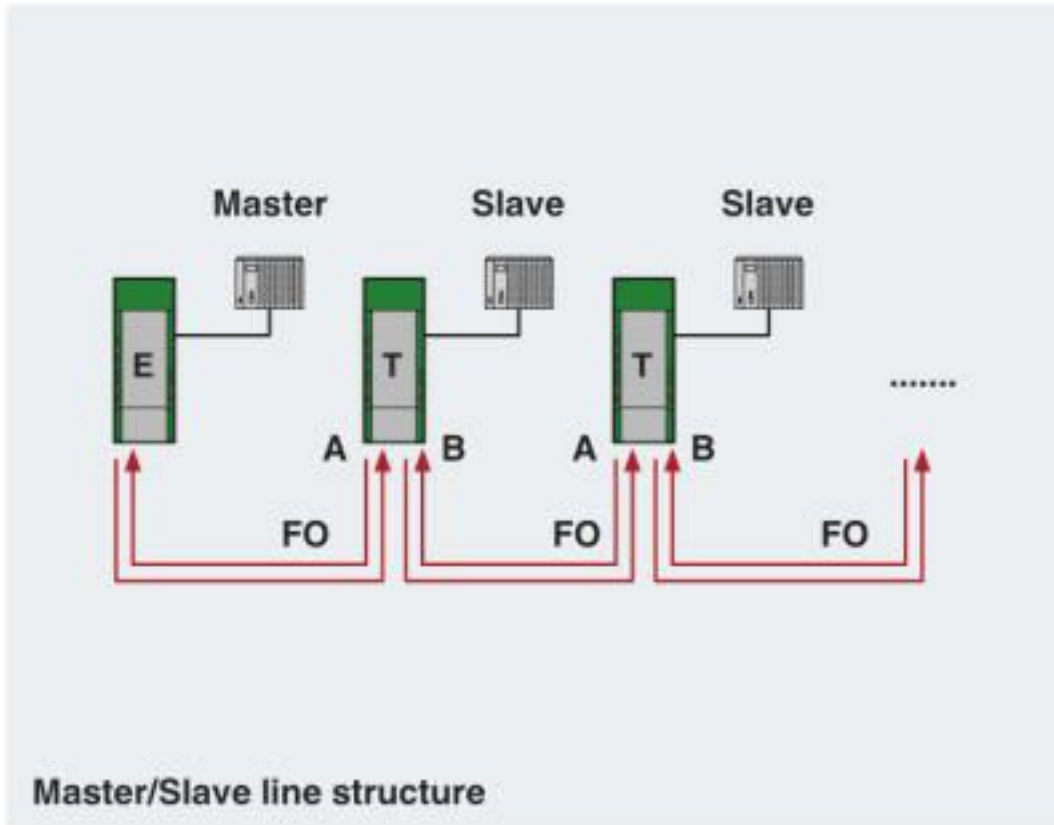 Master Slave Slave
E T T .......
A B A B
FO FO FO
Master/Slave line structure